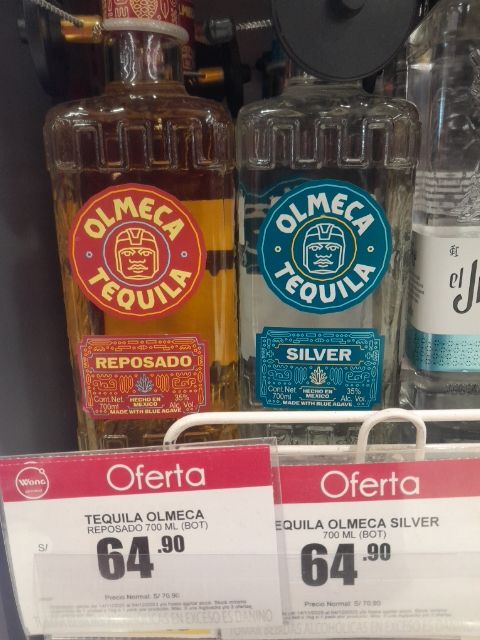 OLMECA
TEQUILA
REPOSADO
Cont. Net.
700ml
HECHO EN
MEXICO
35%
Alc. Vol.
MADE WITH BLUE AGAVE
OLMECA
TEQUILA
SILVER
Cont. Net.
700ml
HECHO EN
MEXICO
35%
Alc. Vol.
MADE WITH BLUE AGAVE
el
Wong
Oferta
TEQUILA OLMECA
REPOSADO 700 ML (BOT)
S/
64.90
Precio Normal: S/ 70.90
Oferta
EQUILA OLMECA SILVER
700 ML (BOT)
64.90
Precio Normal: S/ 70.90